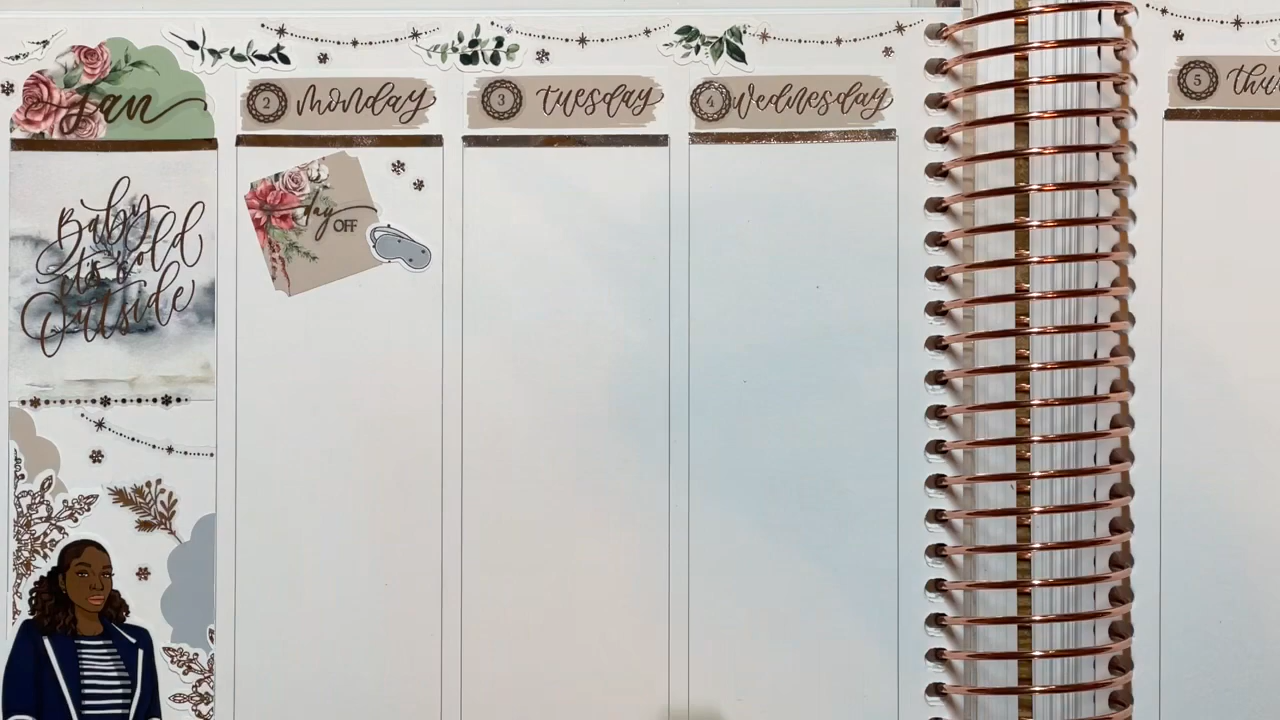 Jan
2 monday
3 tuesday
4 wednesday
5 thu
Baby
it's cold
Outside
day
OFF